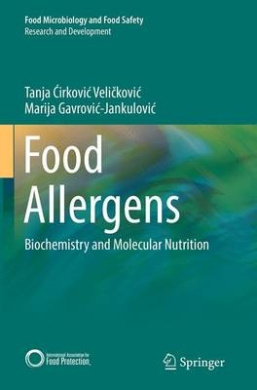 Food Microbiology and Food Safety
Research and Development
Tanja Ćirković Veličković
Marija Gavrović-Jankulović
Food
Allergens
Biochemistry and Molecular Nutrition
International Association for
Food Protection®
Springer